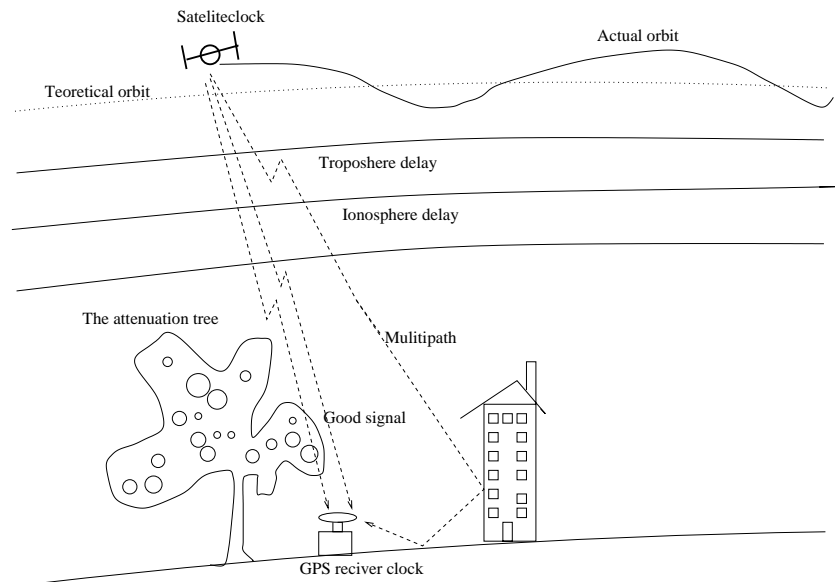 Sateliteclock
Actual orbit
Teoretical orbit
Troposhere delay
Ionosphere delay
The attenuation tree
Mulitipath
Good signal
GPS reciver clock